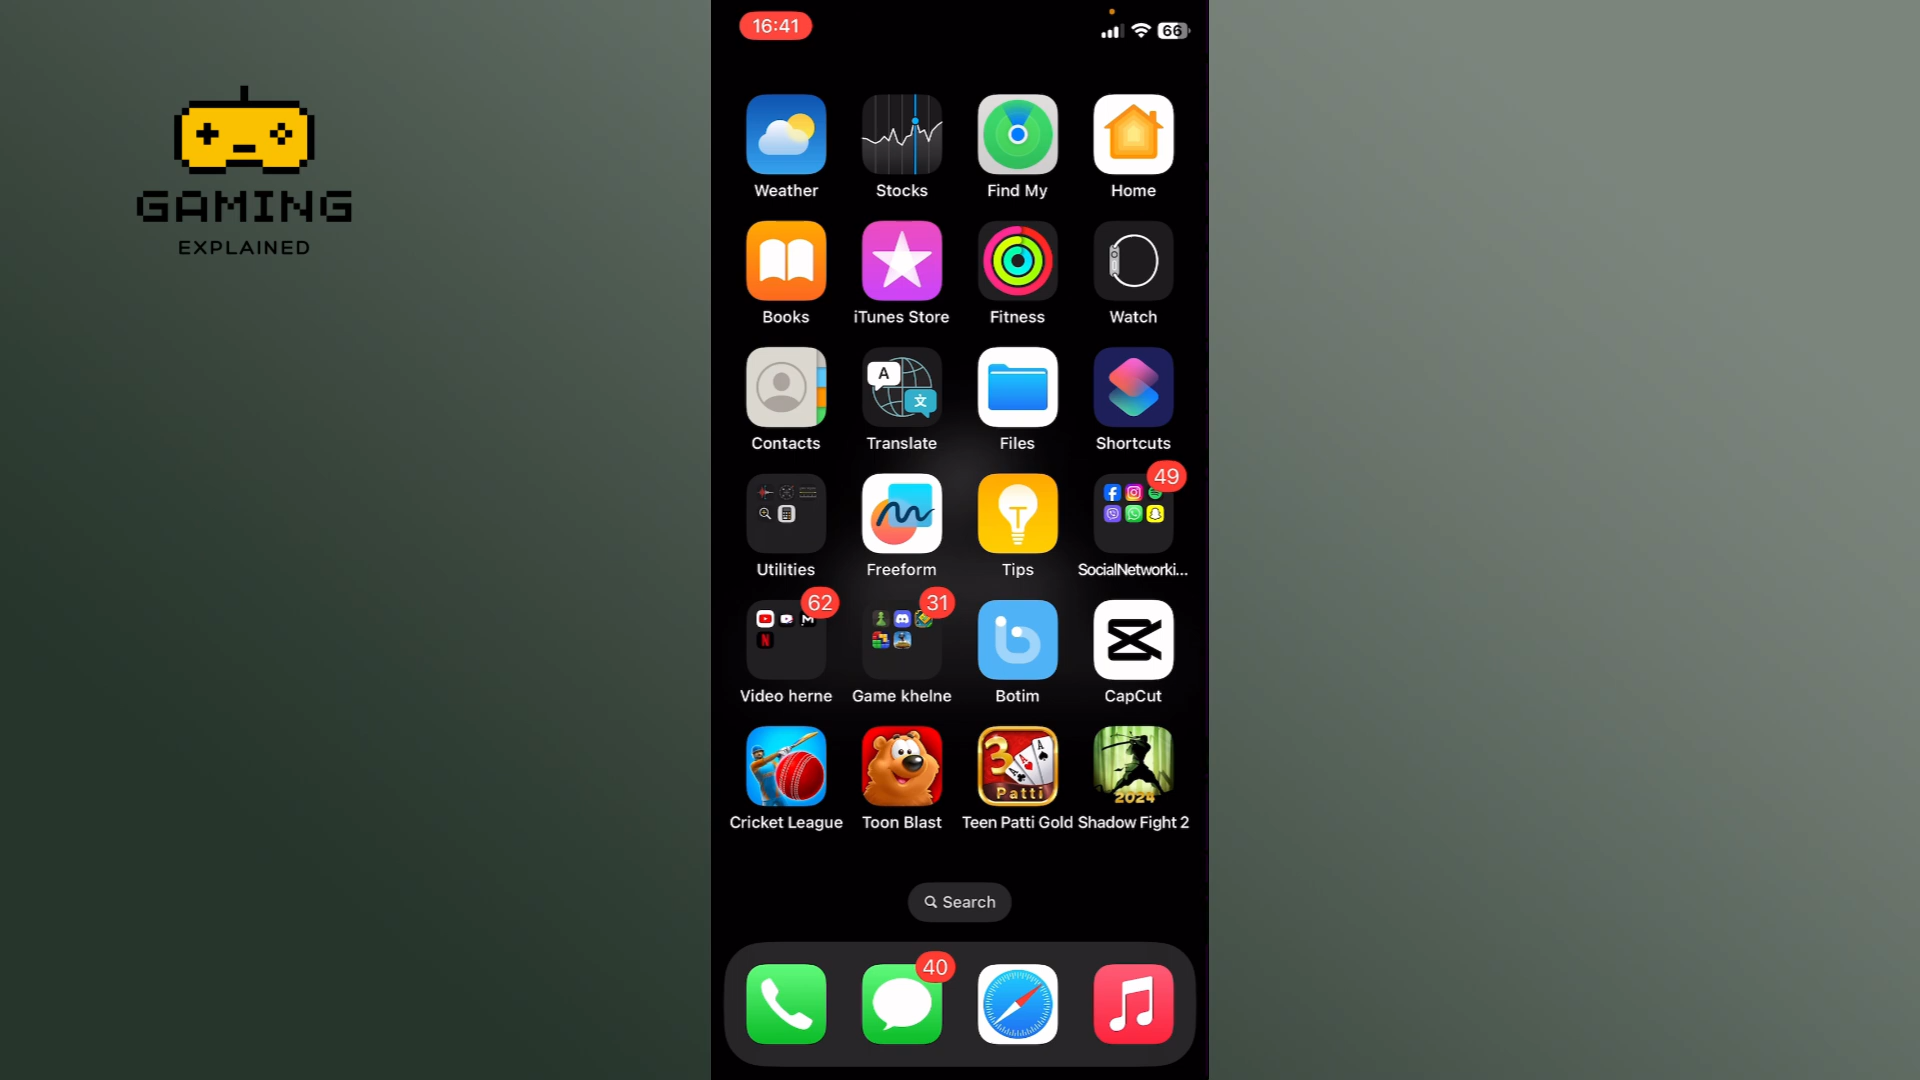 16:41
66
GAMING
EXPLAINED
Weather
Stocks
Find My
Home
Books
iTunes Store
Fitness
Watch
A
文
Contacts
Translate
Files
Shortcuts
49
T
Utilities
Freeform
Tips
SocialNetworki...
62
31
N
Video herne
Game khelne
Botim
CapCut
3
A
A
A
Patti
2024
Cricket League
Toon Blast
Teen Patti Gold
Shadow Fight 2
Search
40